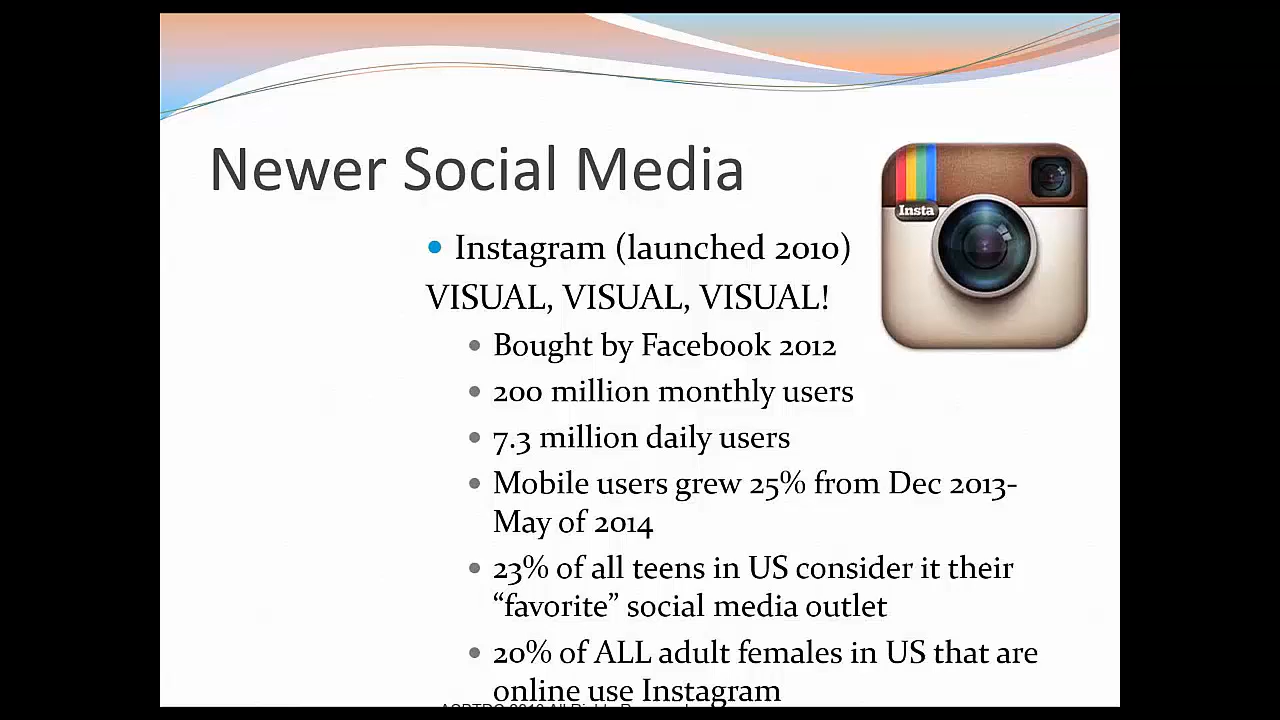 Newer Social Media
Insta
Instagram (launched 2010)
VISUAL, VISUAL, VISUAL!
Bought by Facebook 2012
200 million monthly users
7.3 million daily users
Mobile users grew 25% from Dec 2013-
May of 2014
23% of all teens in US consider it their
“favorite” social media outlet
20% of ALL adult females in US that are
online use Instagram